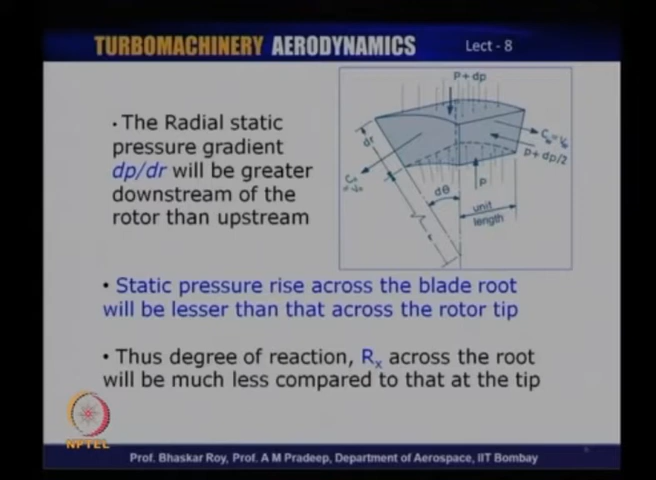 TURBOMACHINERY AERODYNAMICS
Lect - 8
• The Radial static
pressure gradient
dp/dr will be greater
downstream of the
rotor than upstream
P+dp
dr
P+dp/2
P
dθ
unit
length
r
• Static pressure rise across the blade root
will be lesser than that across the rotor tip
• Thus degree of reaction, Rx across the root
will be much less compared to that at the tip
NPTEL
Prof. Bhaskar Roy, Prof. A M Pradeep, Department of Aerospace, IIT Bombay